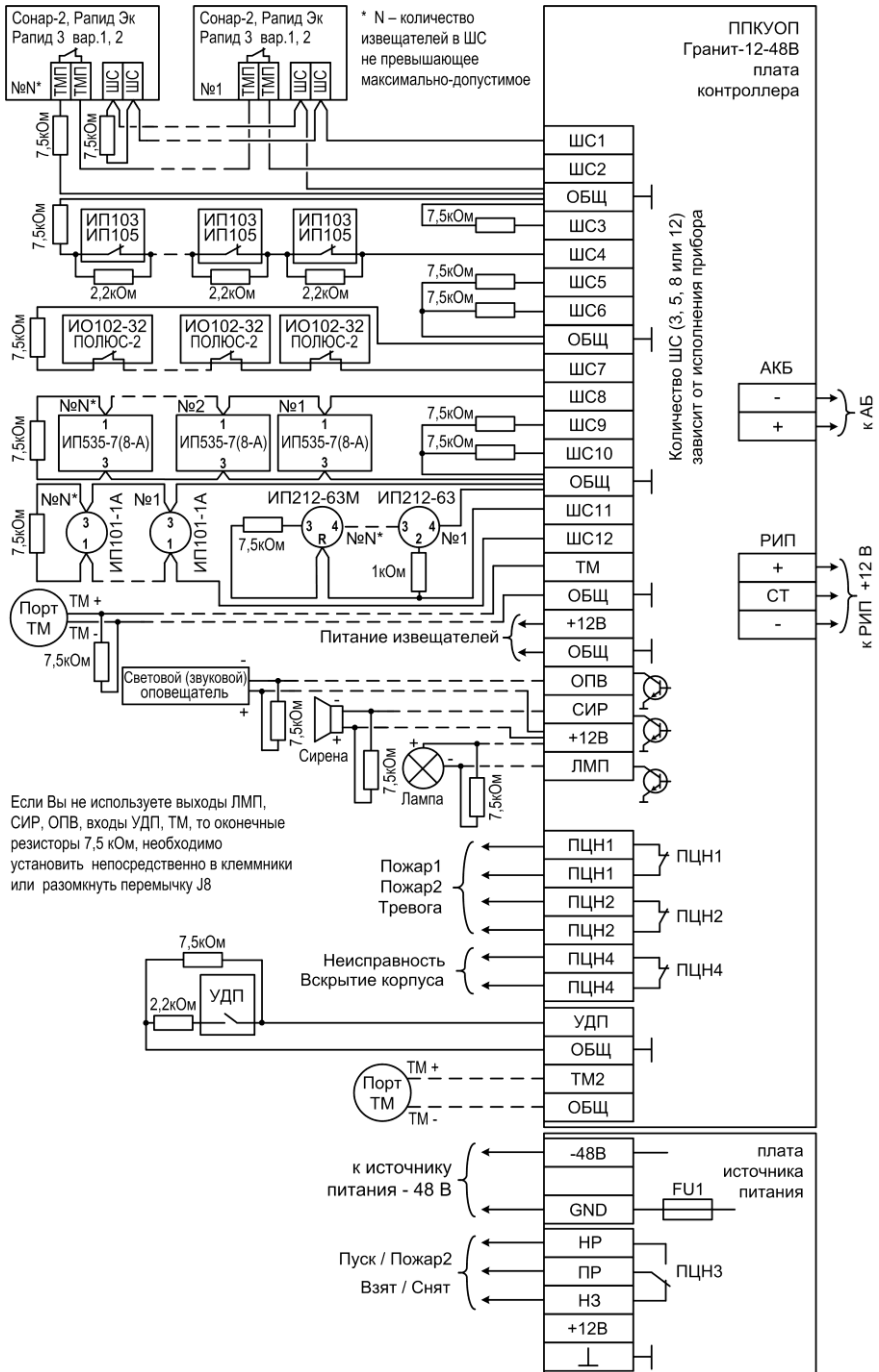 Сонар-2, Рапид Эк
Рапид 3 вар.1, 2
№N*
ТМП
ТМП
ШС
ШС
Сонар-2, Рапид Эк
Рапид 3 вар.1, 2
№1
ТМП
ТМП
ШС
ШС
* N – количество
извещателей в ШС
не превышающее
максимально-допустимое
ППКУОП
Гранит-12-48В
плата
контроллера
7,5кОм
7,5кОм
ШС1
ШС2
ОБЩ
ШС3
ШС4
ШС5
ШС6
ОБЩ
ШС7
ШС8
ШС9
ШС10
ОБЩ
ШС11
ШС12
ТМ
ОБЩ
+12В
ОБЩ
ОПВ
СИР
+12В
ЛМП
Количество ШС (3, 5, 8 или 12)
зависит от исполнения прибора
7,5кОм
ИП103
ИП105
ИП103
ИП105
ИП103
ИП105
2,2кОм
2,2кОм
2,2кОм
7,5кОм
7,5кОм
7,5кОм
7,5кОм
ИО102-32
ПОЛЮС-2
ИО102-32
ПОЛЮС-2
ИО102-32
ПОЛЮС-2
АКБ
-
+
к АБ
7,5кОм
№N*
№2
№1
1
ИП535-7(8-А)
3
1
ИП535-7(8-А)
3
1
ИП535-7(8-А)
3
7,5кОм
7,5кОм
7,5кОм
№N*
3
1
ИП101-1А
№1
3
1
ИП101-1А
ИП212-63М
7,5кОм
3
4
R
№N*
ИП212-63
3
4
2
№1
1кОм
РИП
+
СТ
-
к РИП +12 В
Порт
ТМ
ТМ +
ТМ -
7,5кОм
Питание извещателей
Световой (звуковой)
оповещатель
-
+
7,5кОм
-
+
Сирена
7,5кОм
+
-
Лампа
7,5кОм
Если Вы не используете выходы ЛМП,
СИР, ОПВ, входы УДП, ТМ, то оконечные
резисторы 7,5 кОм, необходимо
установить непосредственно в клеммники
или разомкнуть перемычку J8
Пожар1
Пожар2
Тревога
ПЦН1
ПЦН1
ПЦН2
ПЦН2
ПЦН4
ПЦН4
ПЦН1
ПЦН2
ПЦН4
Неисправность
Вскрытие корпуса
7,5кОм
2,2кОм
УДП
УДП
ОБЩ
ТМ2
ОБЩ
Порт
ТМ
ТМ +
ТМ -
к источнику
питания - 48 В
-48В
GND
FU1
плата
источника
питания
Пуск / Пожар2
Взят / Снят
НР
ПР
НЗ
+12В
ПЦН3